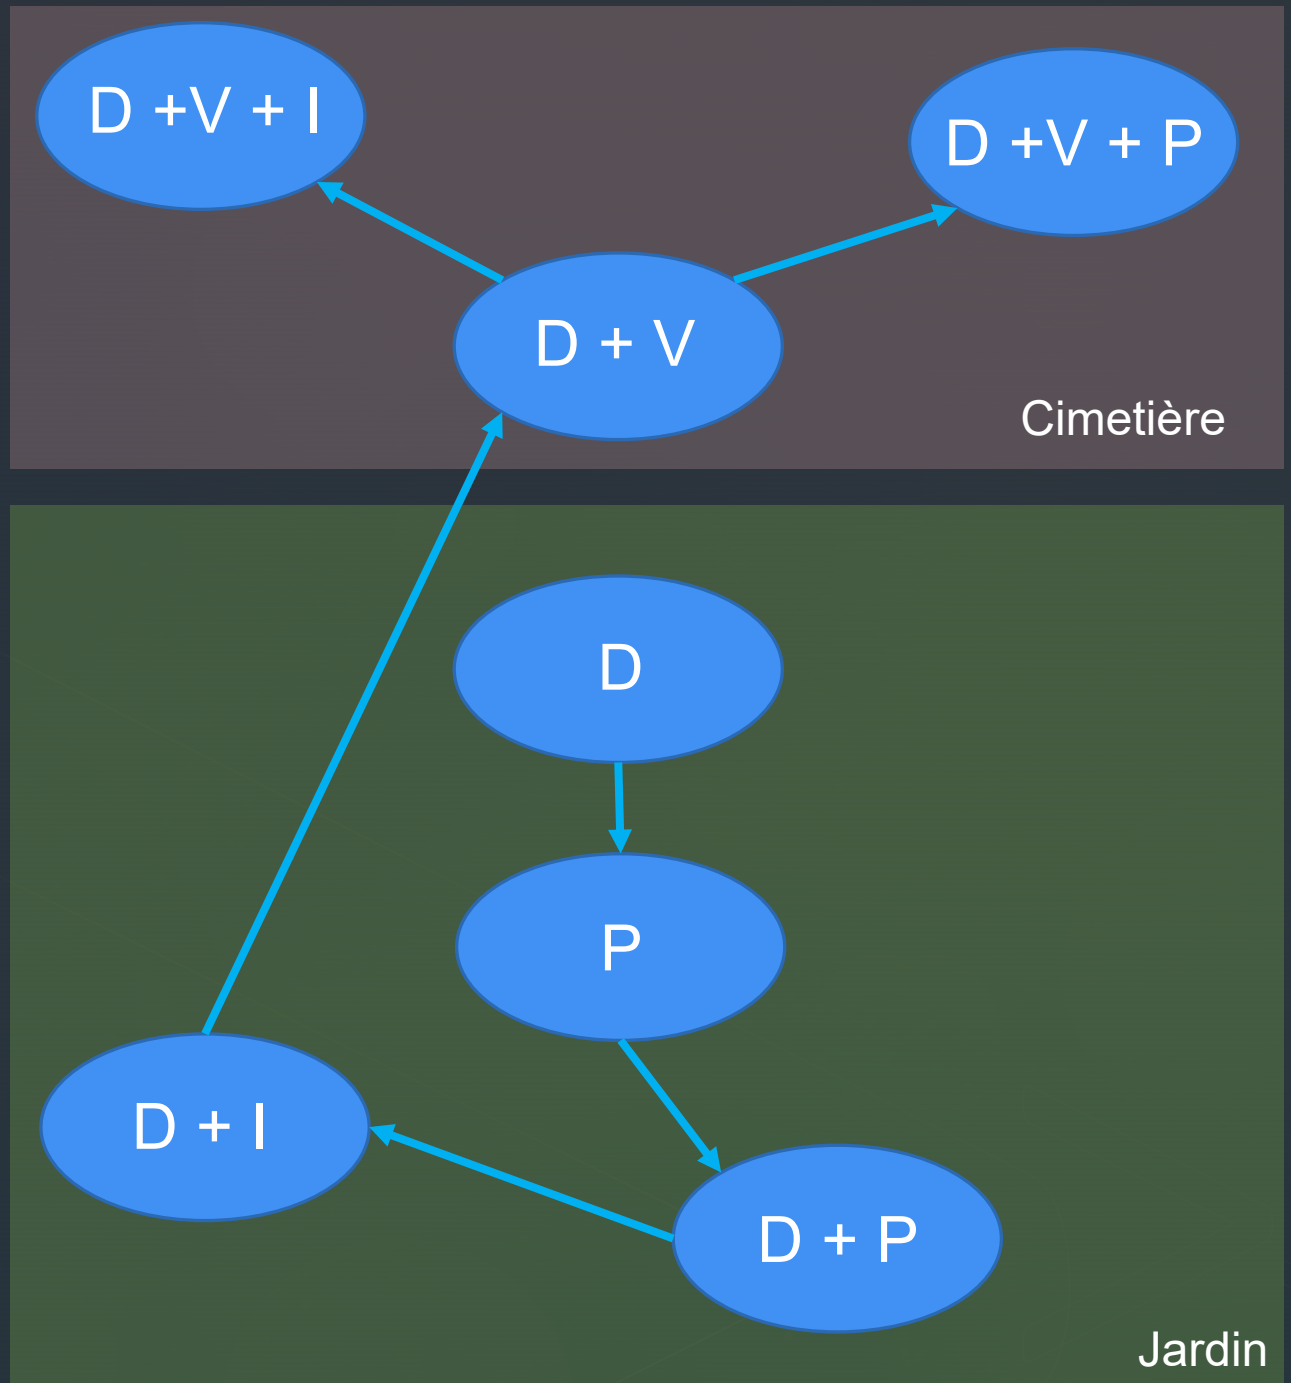 D +V + I
D +V + P
D + V
Cimetière
D
P
D + I
D + P
Jardin